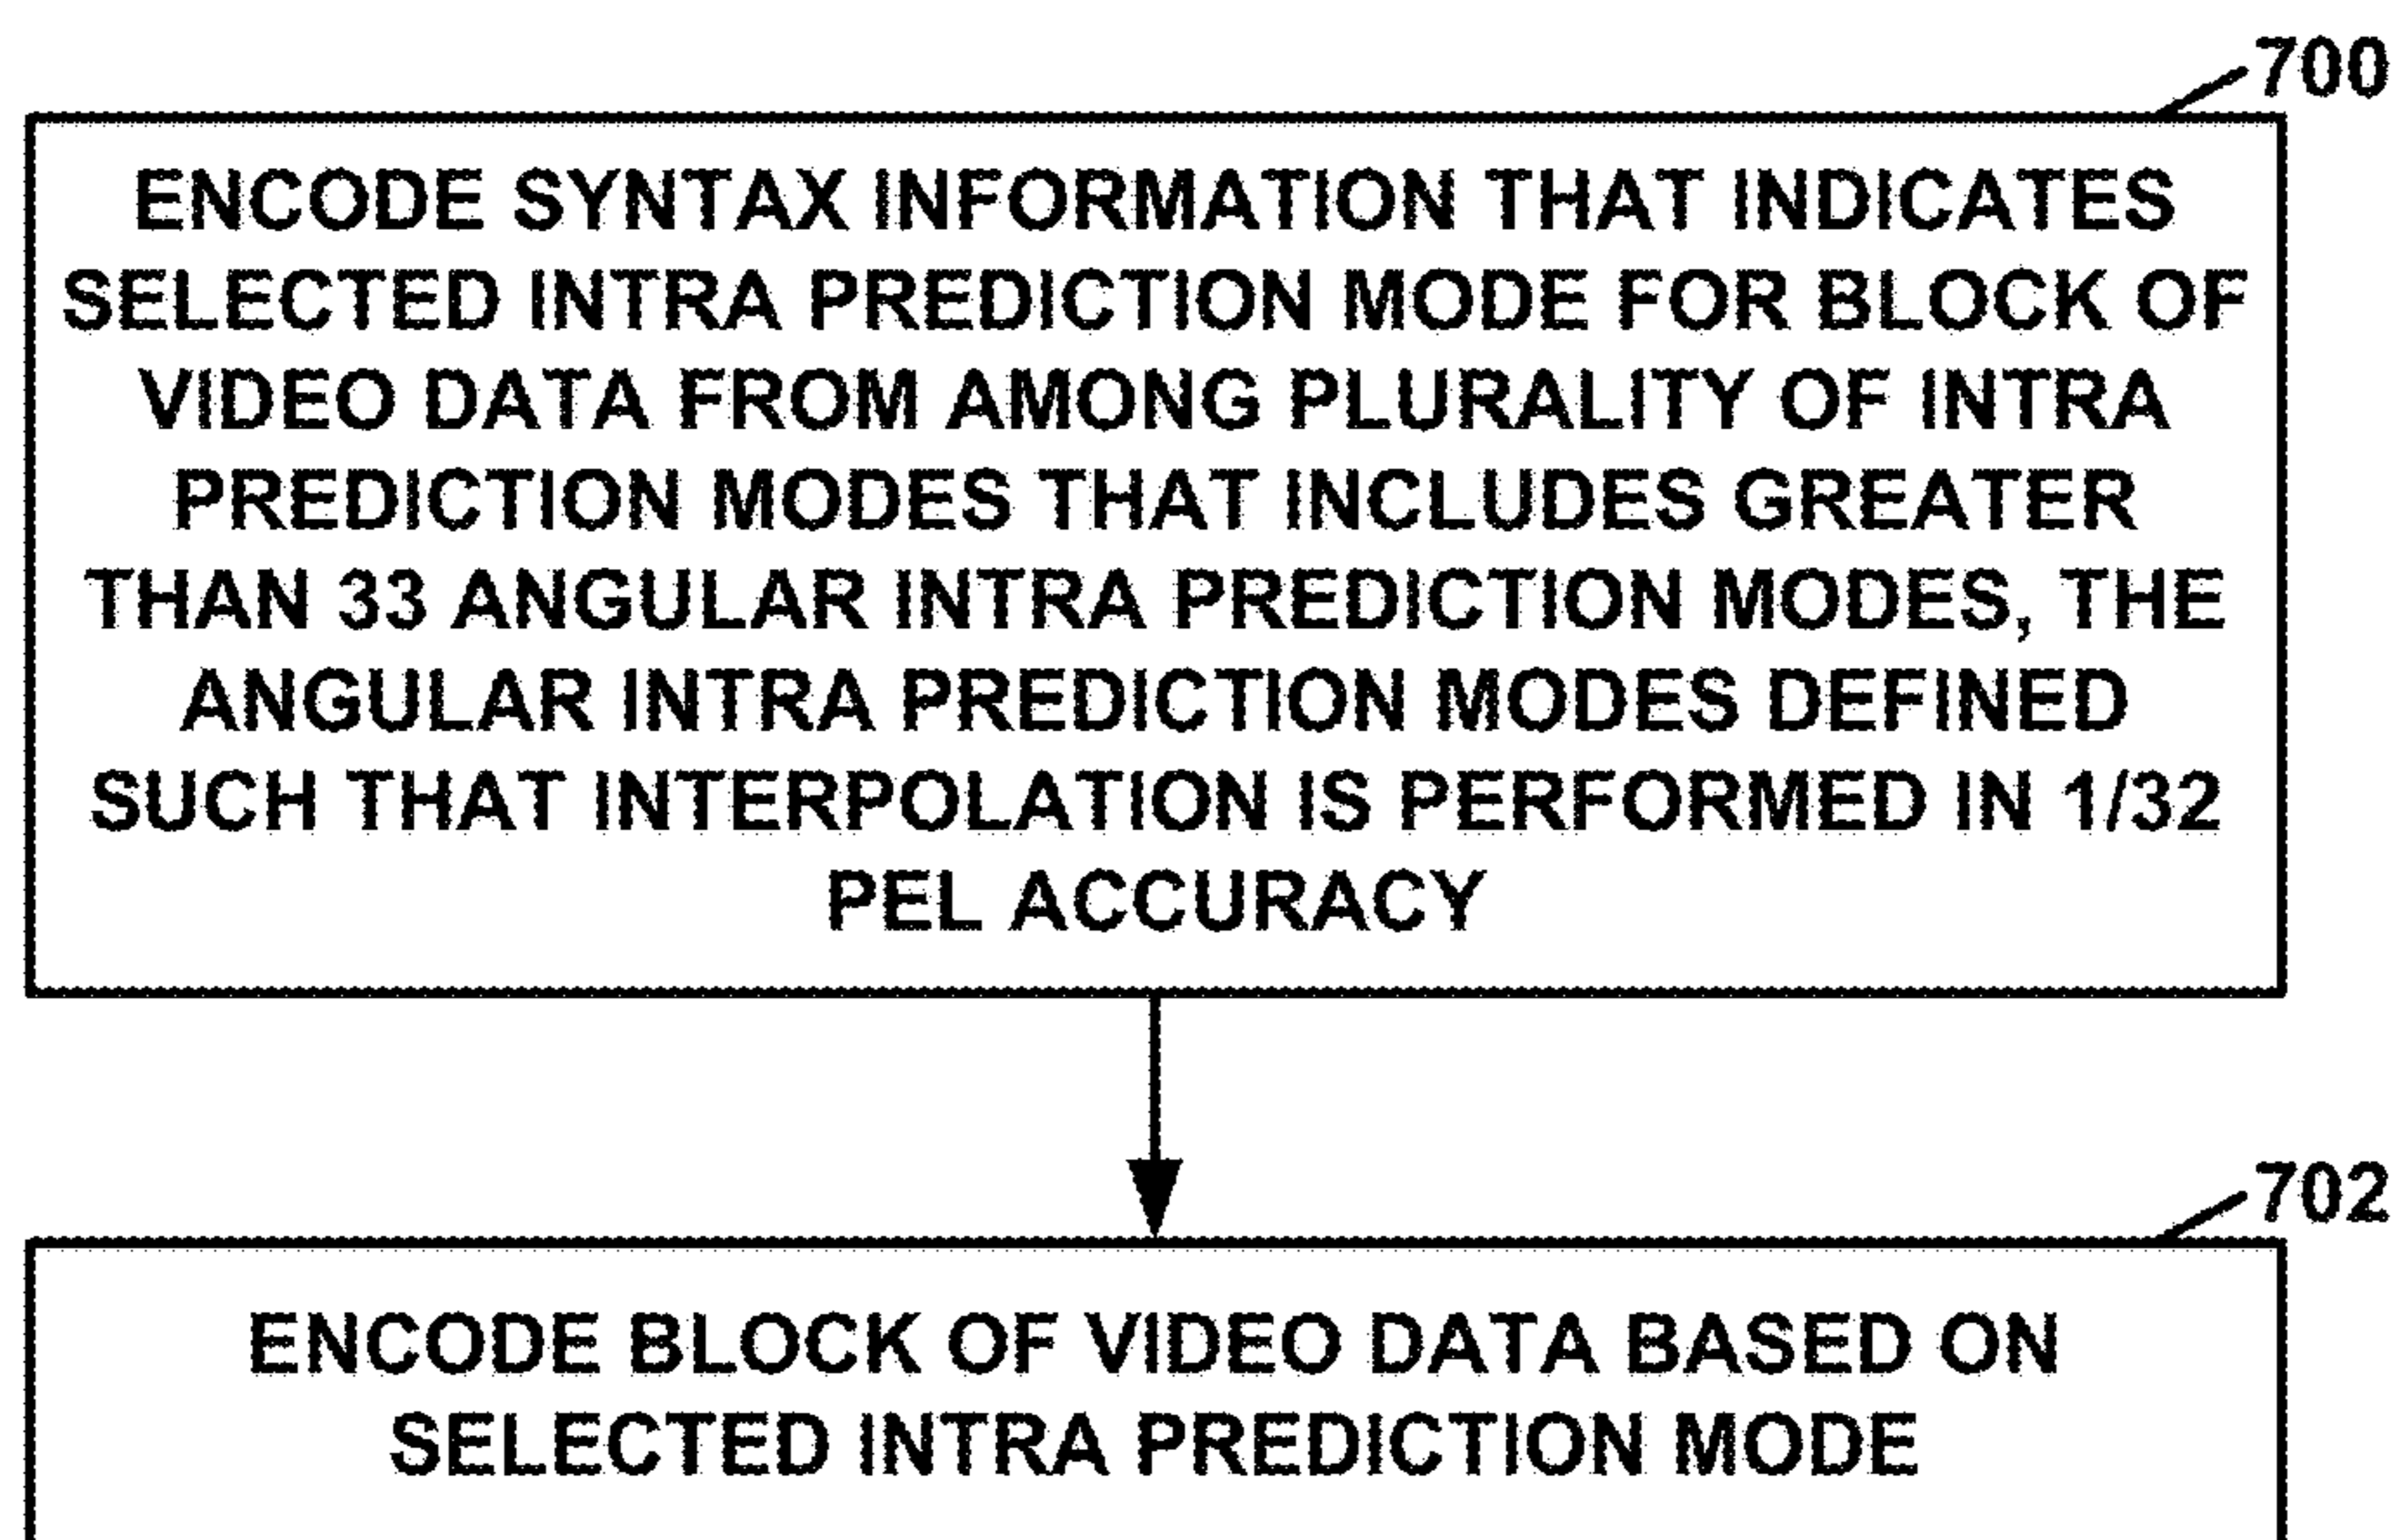 700
ENCODE SYNTAX INFORMATION THAT INDICATES
SELECTED INTRA PREDICTION MODE FOR BLOCK OF
VIDEO DATA FROM AMONG PLURALITY OF INTRA
PREDICTION MODES THAT INCLUDES GREATER
THAN 33 ANGULAR INTRA PREDICTION MODES, THE
ANGULAR INTRA PREDICTION MODES DEFINED
SUCH THAT INTERPOLATION IS PERFORMED IN 1/32
PEL ACCURACY
702
ENCODE BLOCK OF VIDEO DATA BASED ON
SELECTED INTRA PREDICTION MODE